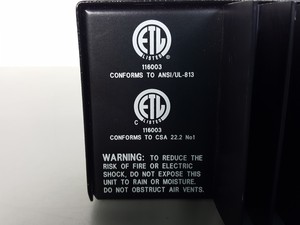 ETL
LISTED
®
116003
CONFORMS TO ANSI/UL-813
ETL
C LISTED
116003
CONFORMS TO CSA 22.2 No1
WARNING: TO REDUCE THE
RISK OF FIRE OR ELECTRIC
SHOCK, DO NOT EXPOSE THIS
UNIT TO RAIN OR MOISTURE.
DO NOT OBSTRUCT AIR VENTS.